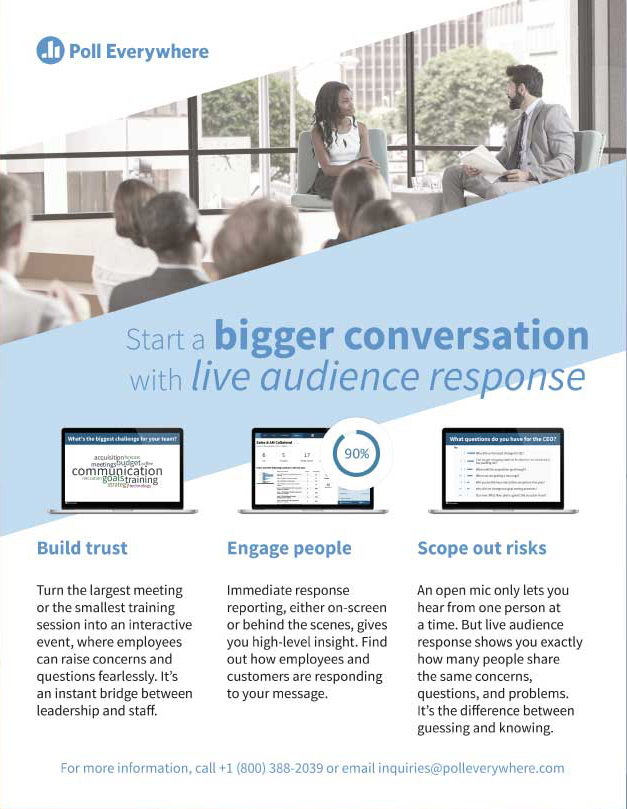 Poll Everywhere
Start a bigger conversation
with live audience response
What's the biggest challenge for your team?
acquisition
meetings budget
communication
goals training
strategy technology
90%
What questions do you have for the CEO?
Build trust
Turn the largest meeting
or the smallest training
session into an interactive
event, where employees
can raise concerns and
questions fearlessly. It's
an instant bridge between
leadership and staff.
Engage people
Immediate response
reporting, either on-screen
or behind the scenes, gives
you high-level insight. Find
out how employees and
customers are responding
to your message.
Scope out risks
An open mic only lets you
hear from one person at
a time. But live audience
response shows you exactly
how many people share
the same concerns,
questions, and problems.
It's the difference between
guessing and knowing.
For more information, call +1 (800) 388-2039 or email inquiries@polleverywhere.com